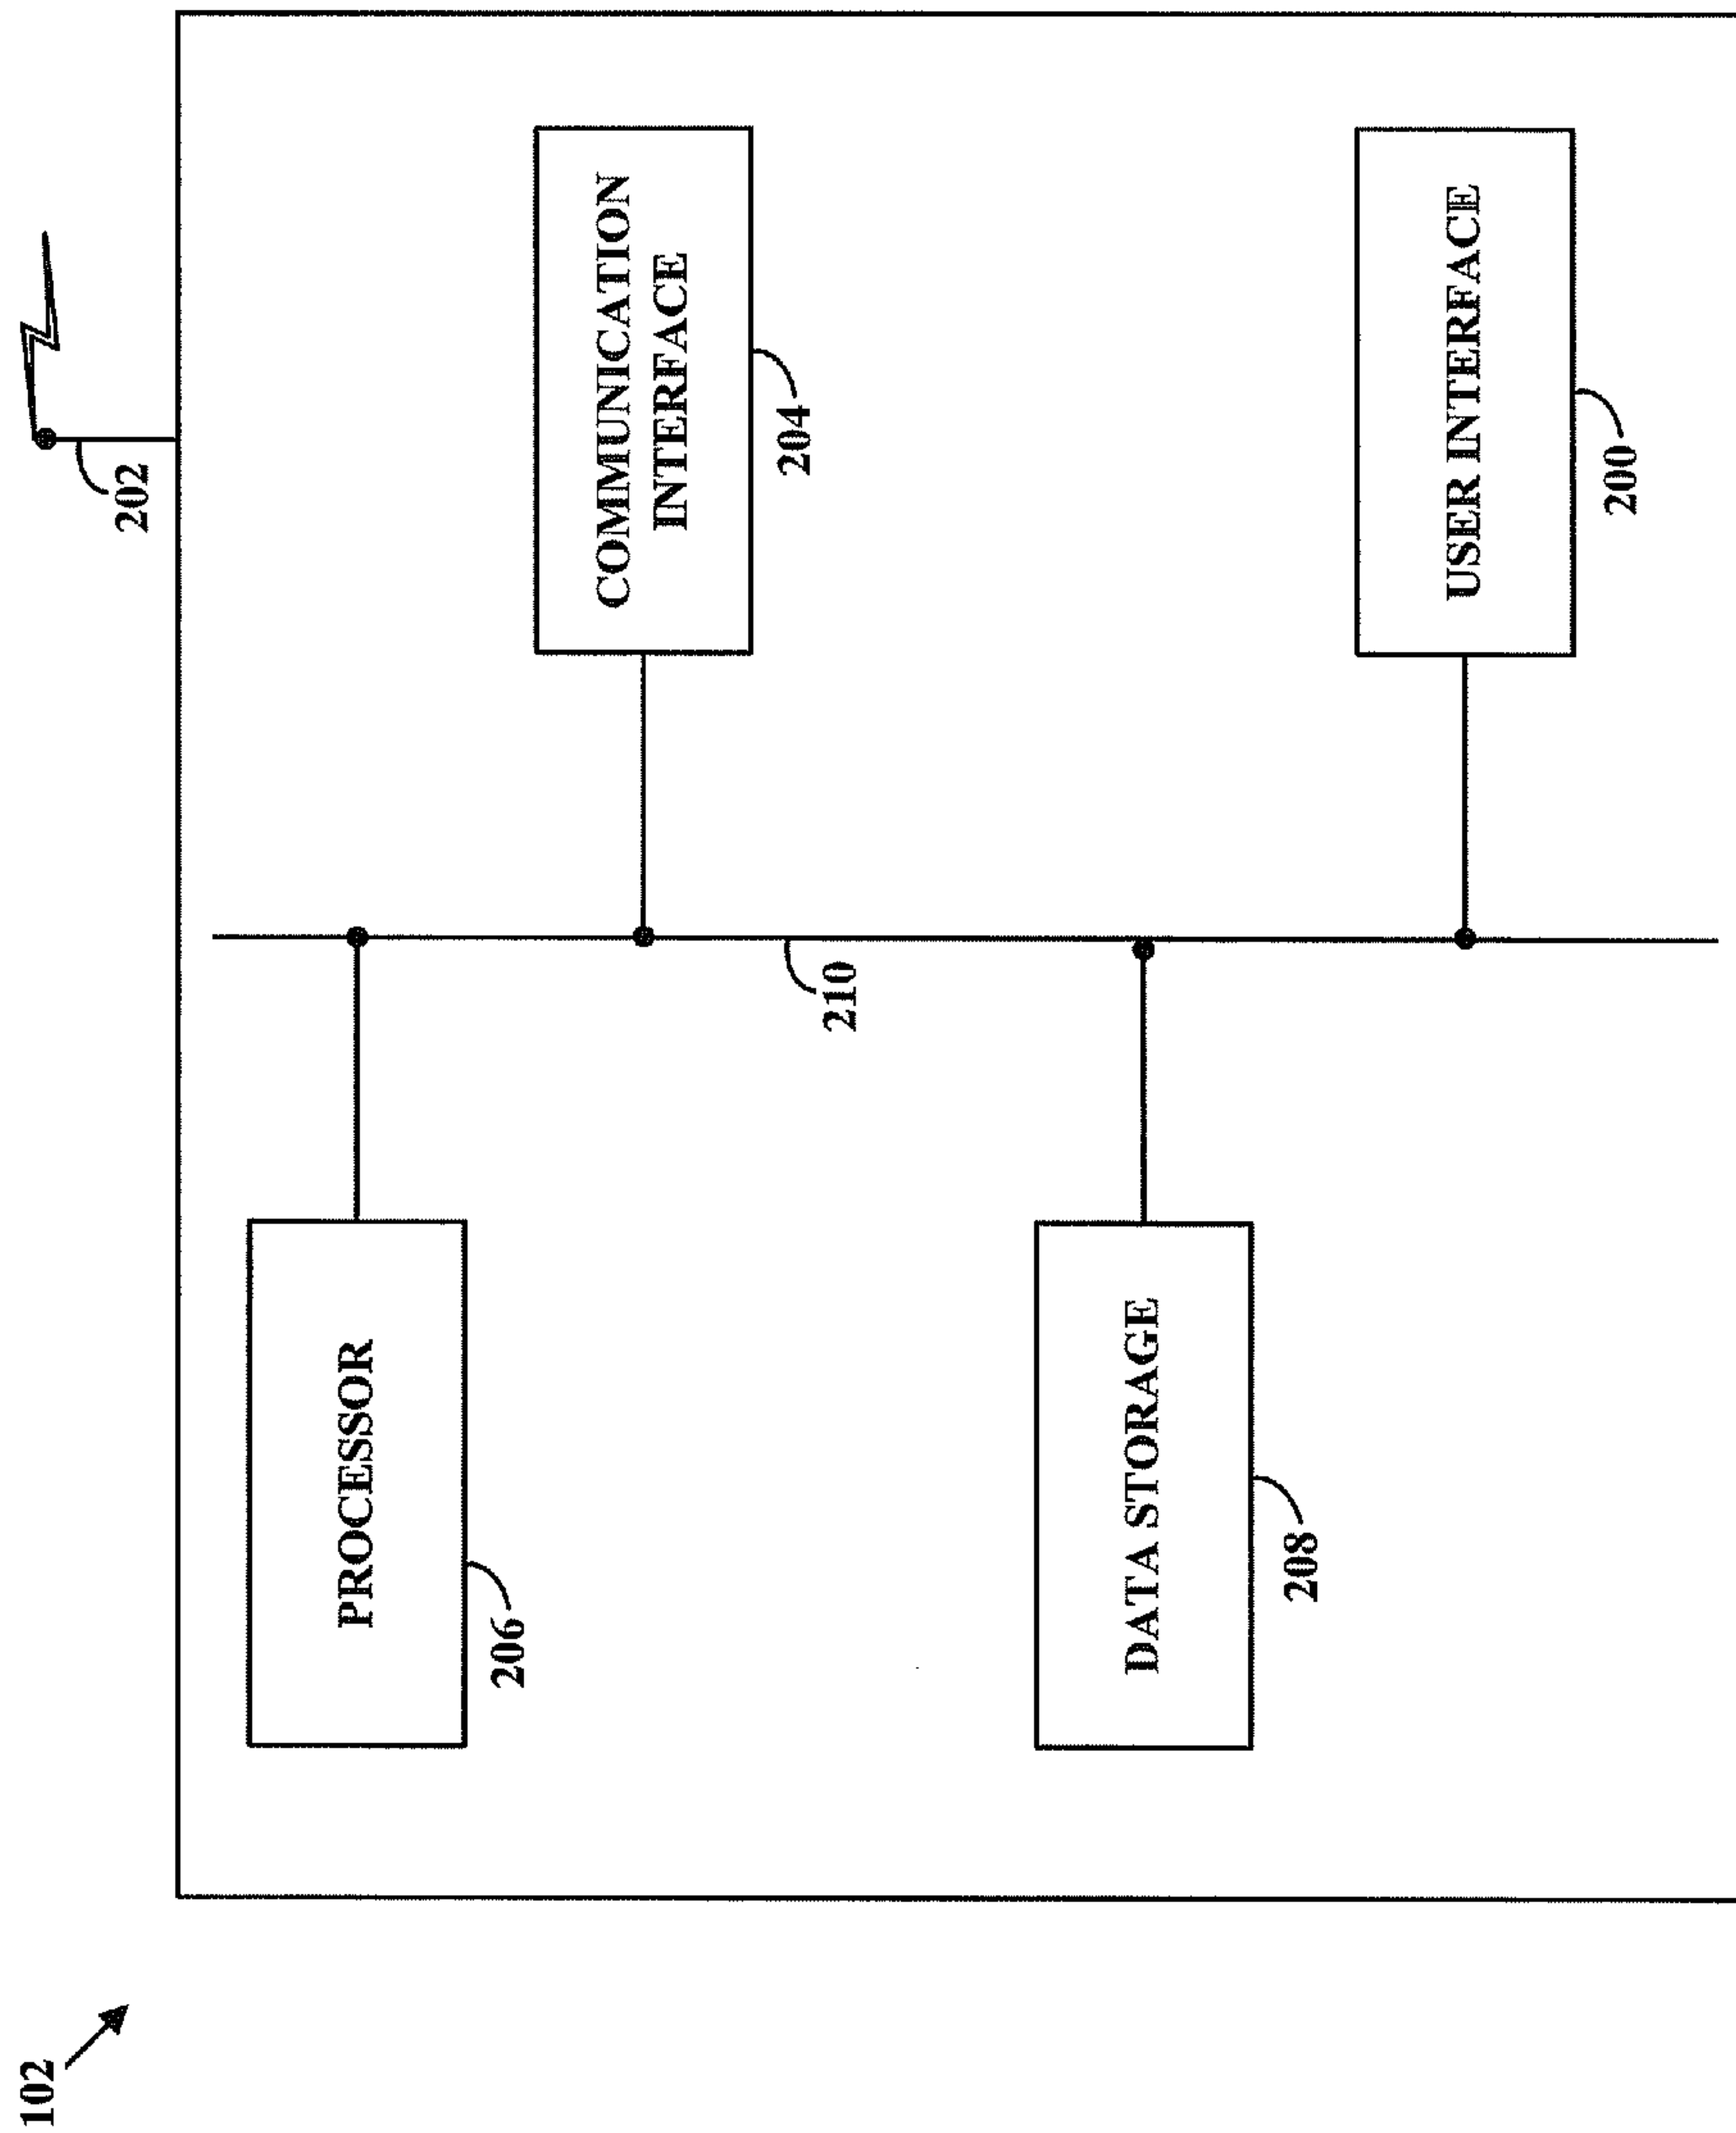 102
202
PROCESSOR
206
COMMUNICATION
INTERFACE
204
210
DATA STORAGE
208
USER INTERFACE
200